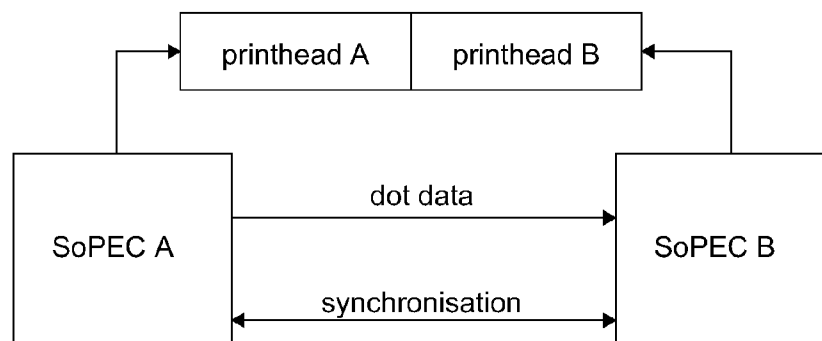 printhead A
printhead B
dot data
SoPEC A
SoPEC B
synchronisation